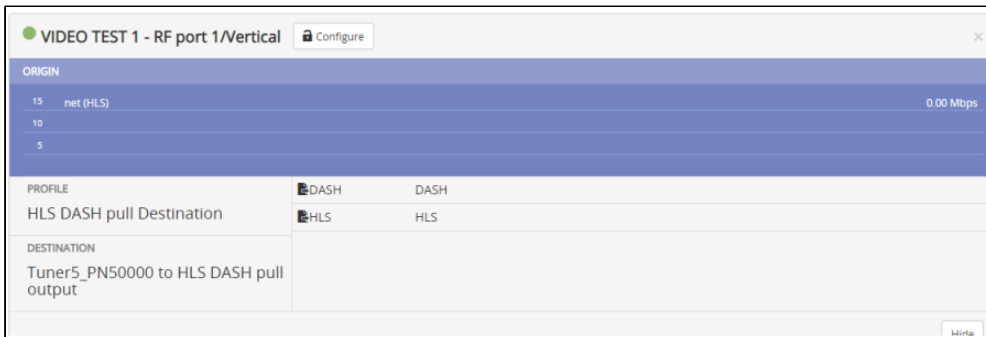 VIDEO TEST 1 - RF port 1/Vertical Configure ×
ORIGIN
15 net (HLS) 0.00 Mbps
10
5
PROFILE
HLS DASH pull Destination
DASH DASH
HLS HLS
DESTINATION
Tuner5_PN50000 to HLS DASH pull
output
Hide